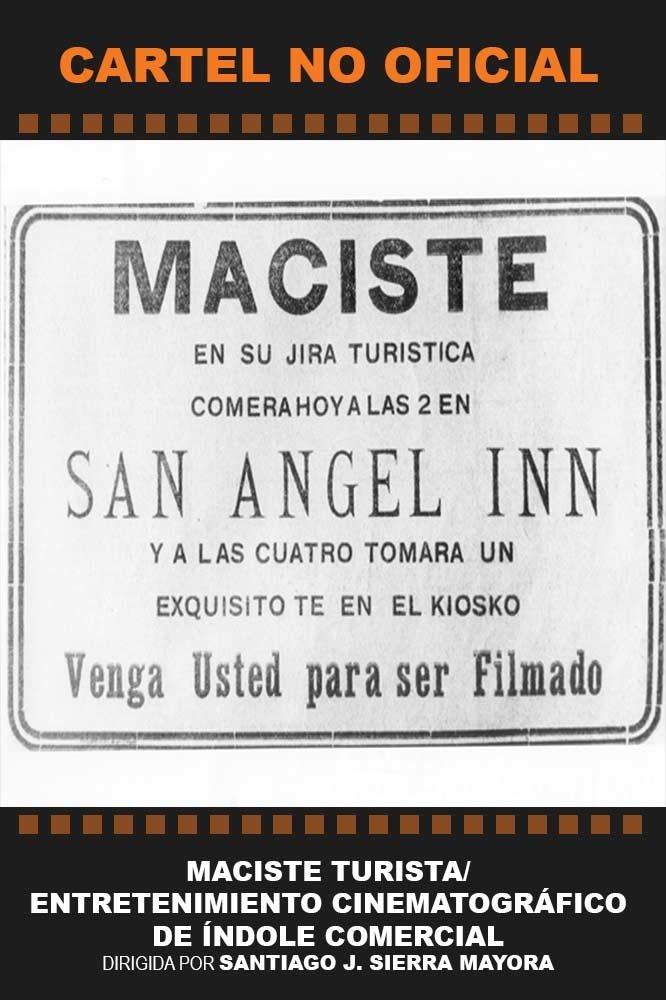 CARTEL NO OFICIAL
MACISTE
EN SU JIRA TURISTICA
COMERA HOY A LAS 2 EN
SAN ANGEL INN
Y A LAS CUATRO TOMARA UN
EXQUISITO TE EN EL KIOSKO
Venga Usted para ser Filmado
MACISTE TURISTA/
ENTRETENIMIENTO CINEMATOGRÁFICO
DE ÍNDOLE COMERCIAL
DIRIGIDA POR SANTIAGO J. SIERRA MAYORA